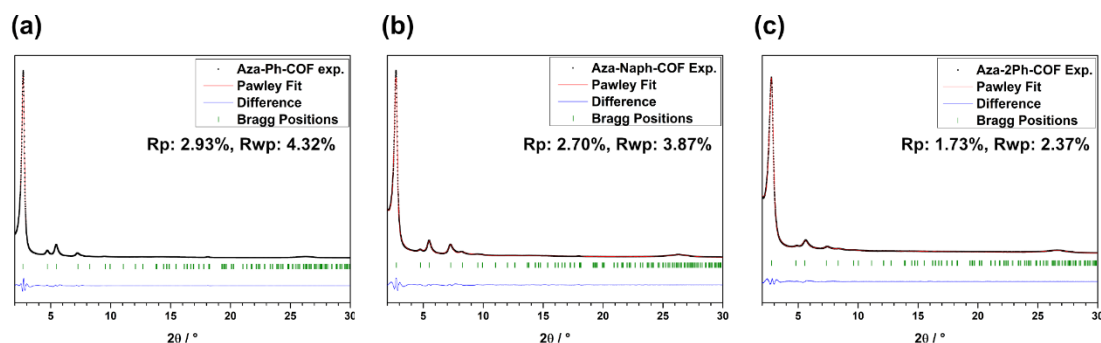 (a)
Aza-Ph-COF exp.
Pawley Fit
Difference
Bragg Positions
Rp: 2.93%, Rwp: 4.32%
5 10 15 20 25 30
2θ / °
(b)
Aza-Naph-COF Exp.
Pawley Fit
Difference
Bragg Positions
Rp: 2.70%, Rwp: 3.87%
5 10 15 20 25 30
2θ / °
(c)
Aza-2Ph-COF Exp.
Pawley Fit
Difference
Bragg Positions
Rp: 1.73%, Rwp: 2.37%
5 10 15 20 25 30
2θ / °